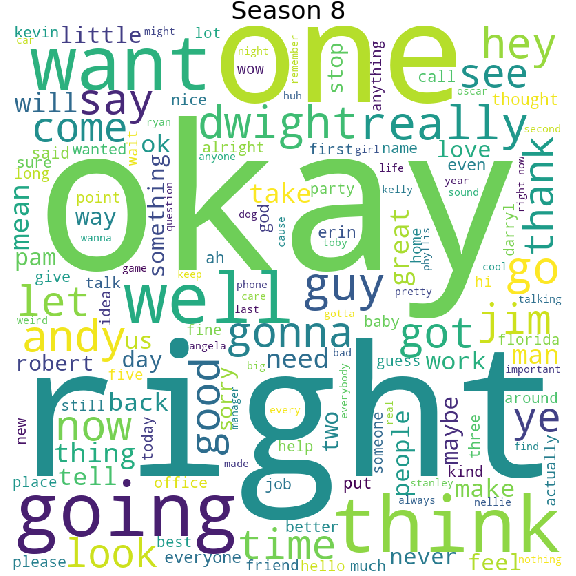 Season 8
car might night
kevin little lot wow remember anything stop one hey
want call see
oscar
will say huh nice thought
come dwight really
ryan ok
said wanted wait alright first girl name love second
sure anyone even
long okay life year right now
mean something question party kelly sound thank
point take
way god dog erin toby home phyllis great darryl
pam wanna cause cool
give game ah hi go
talk idea keep phone care guy pretty talking
let well last gotta got jim
weird us fine baby
andy angela gonna florida
robert day big need bad guess work man
five sorry important
new still back good manager every two everybody real around
now today someone people maybe three ye
thing help find
tell right kind actually
place office job put make
made always stanley nellie
going time think
look best better never
please everyone friend hello much feel nothing